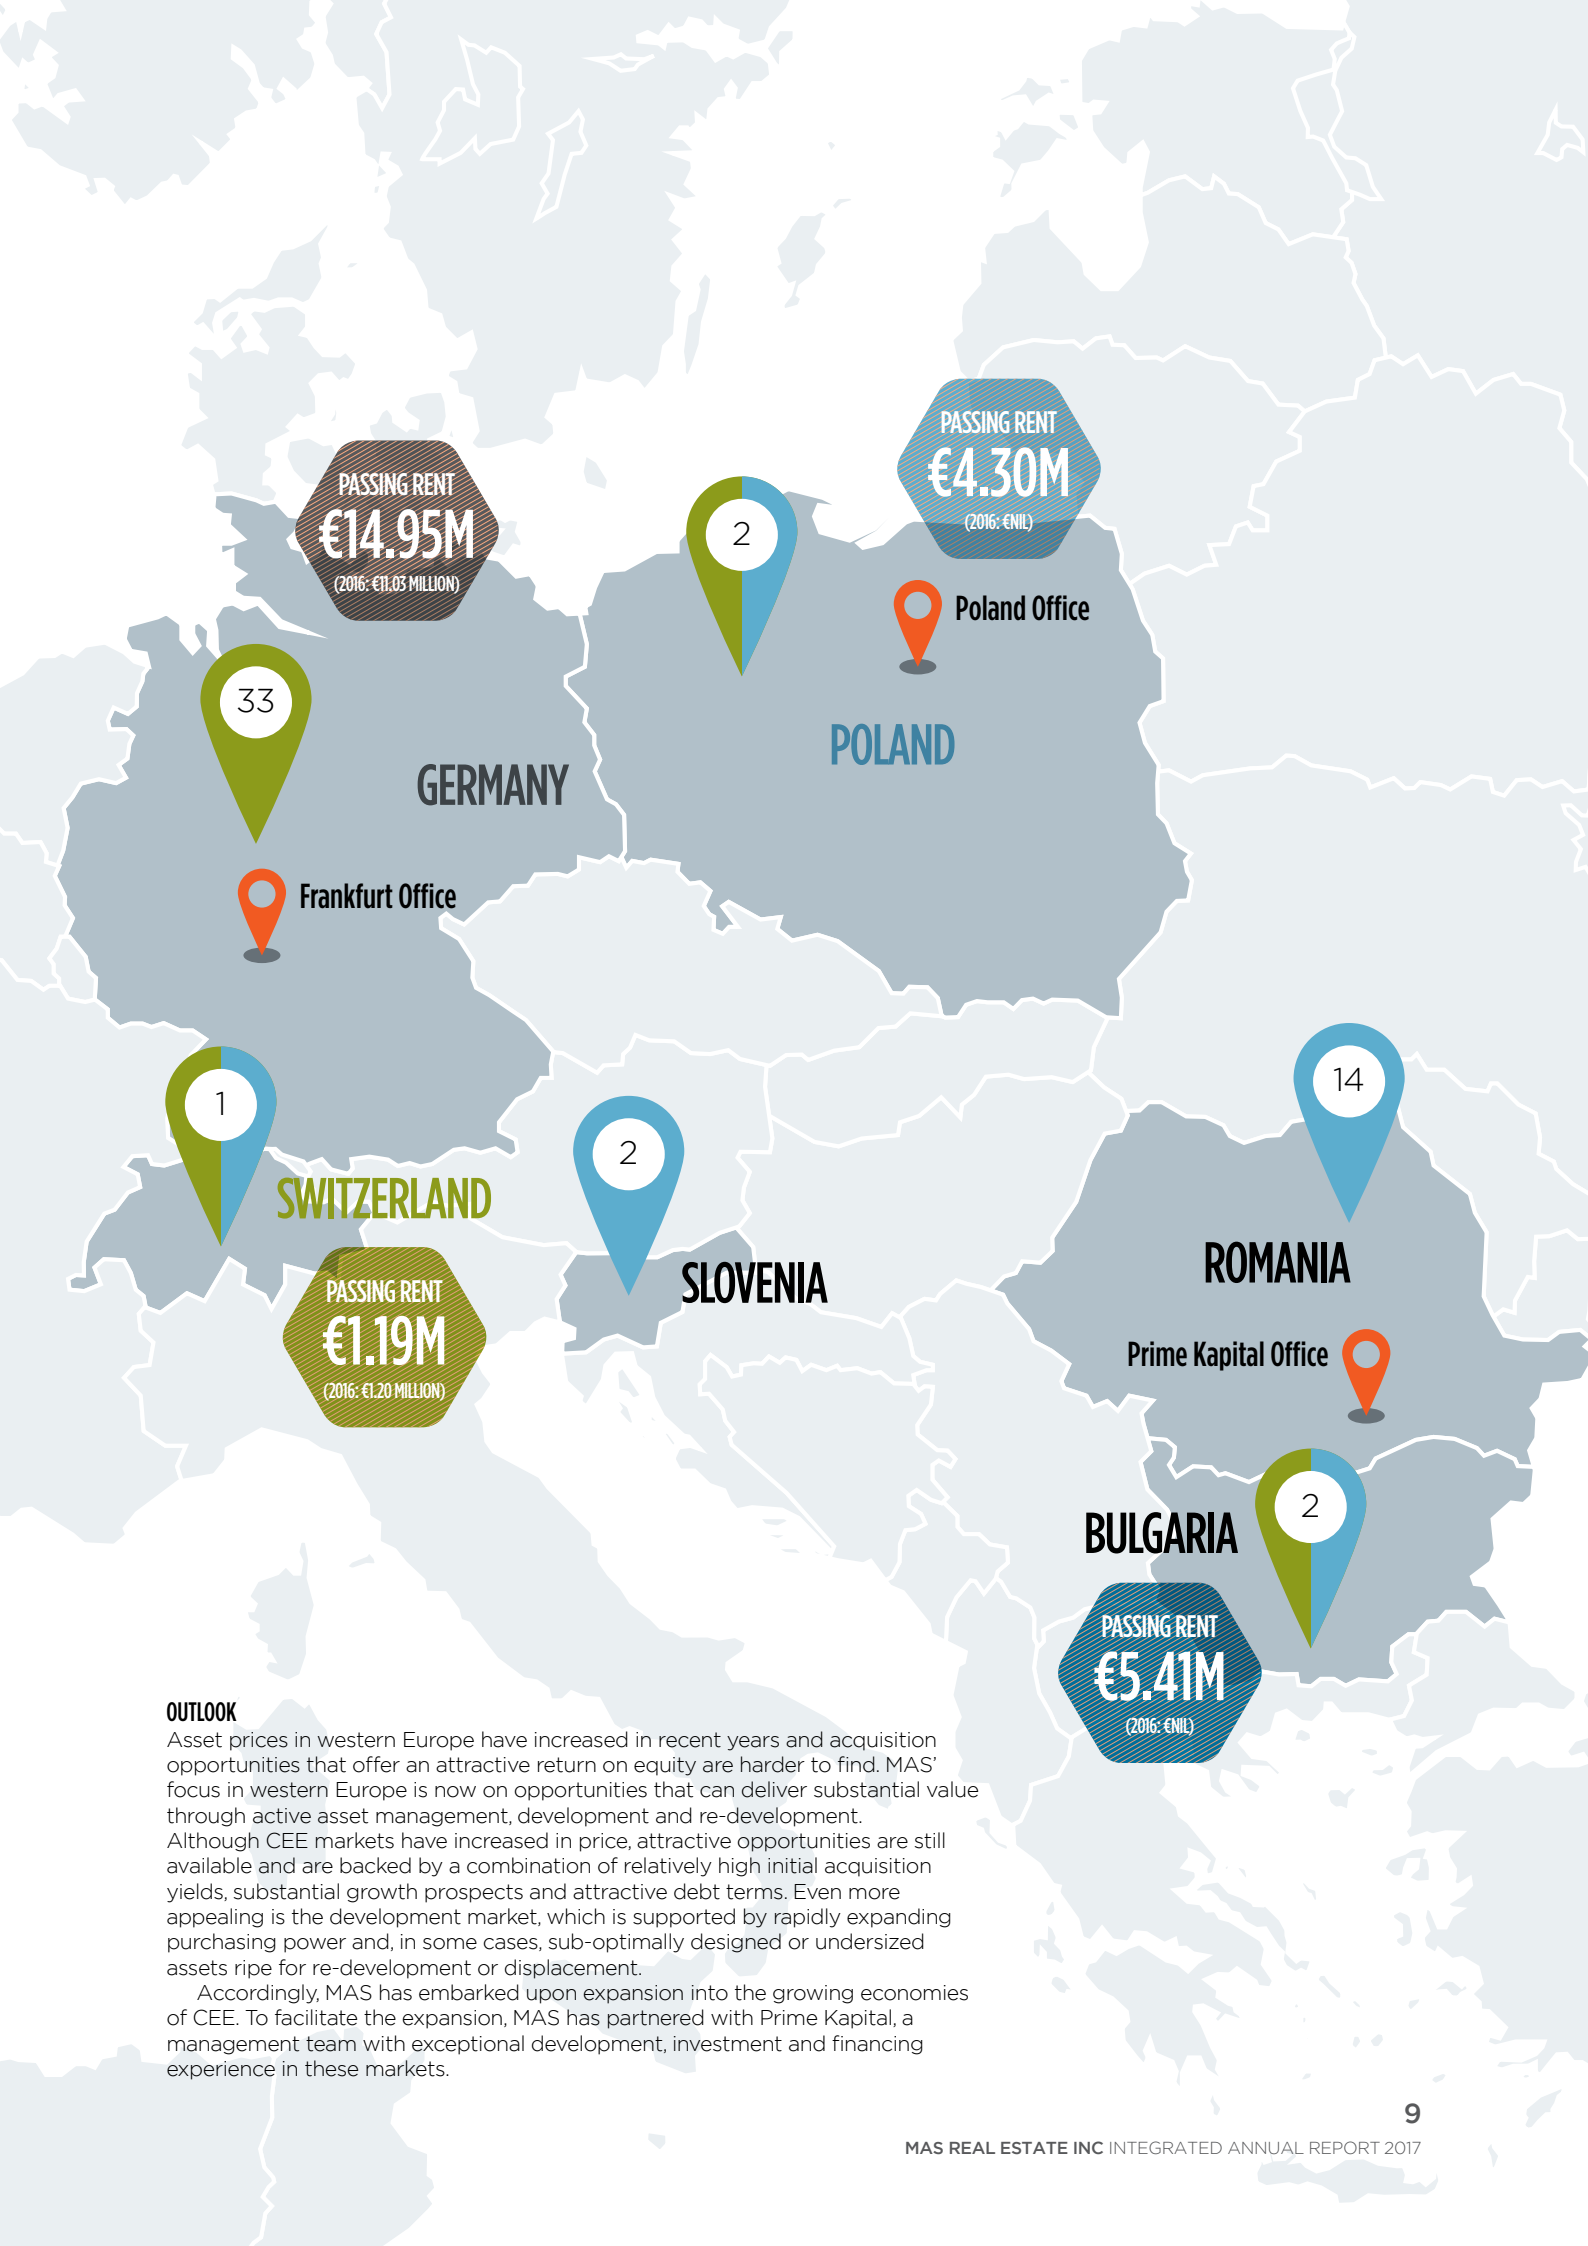 PASSING RENT
€4.30M
(2016: €NIL)
PASSING RENT
€14.95M
(2016: €11.03 MILLION)
2
Poland Office
33
POLAND
GERMANY
Frankfurt Office
14
1
2
SWITZERLAND
ROMANIA
SLOVENIA
PASSING RENT
€1.19M
(2016: €1.20 MILLION)
Prime Kapital Office
2
BULGARIA
PASSING RENT
€5.41M
(2016: €NIL)
OUTLOOK
Asset prices in western Europe have increased in recent years and acquisition
opportunities that offer an attractive return on equity are harder to find. MAS’
focus in western Europe is now on opportunities that can deliver substantial value
through active asset management, development and re-development.
Although CEE markets have increased in price, attractive opportunities are still
available and are backed by a combination of relatively high initial acquisition
yields, substantial growth prospects and attractive debt terms. Even more
appealing is the development market, which is supported by rapidly expanding
purchasing power and, in some cases, sub-optimally designed or undersized
assets ripe for re-development or displacement.
Accordingly, MAS has embarked upon expansion into the growing economies
of CEE. To facilitate the expansion, MAS has partnered with Prime Kapital, a
management team with exceptional development, investment and financing
experience in these markets.
9
MAS REAL ESTATE INC INTEGRATED ANNUAL REPORT 2017